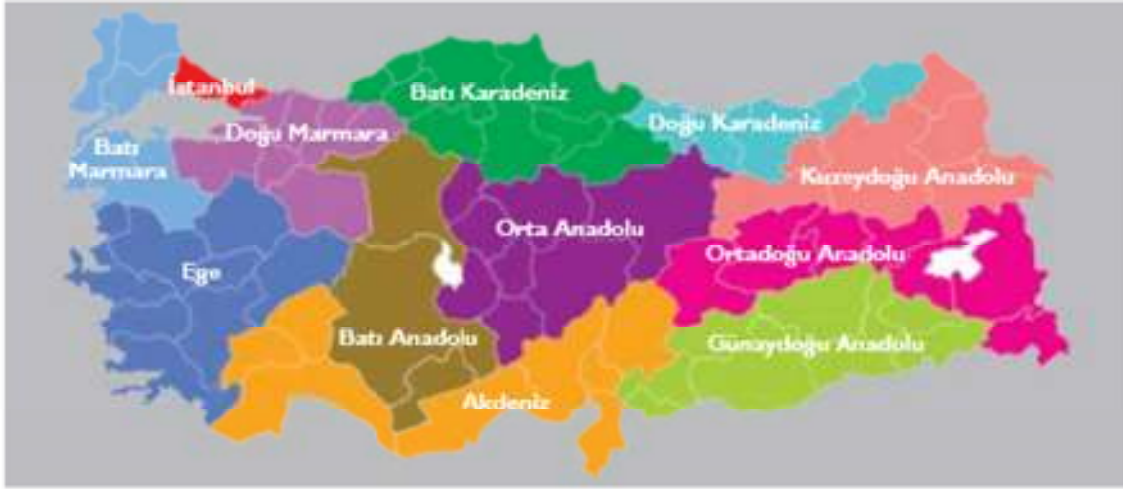 İstanbul
Batı Karadeniz
Doğu Marmara
Doğu Karadeniz
Batı
Marmara
Kuzeydoğu Anadolu
Orta Anadolu
Ortadoğu Anadolu
Ege
Batı Anadolu
Günaydoğu Anadolu
Akdeniz